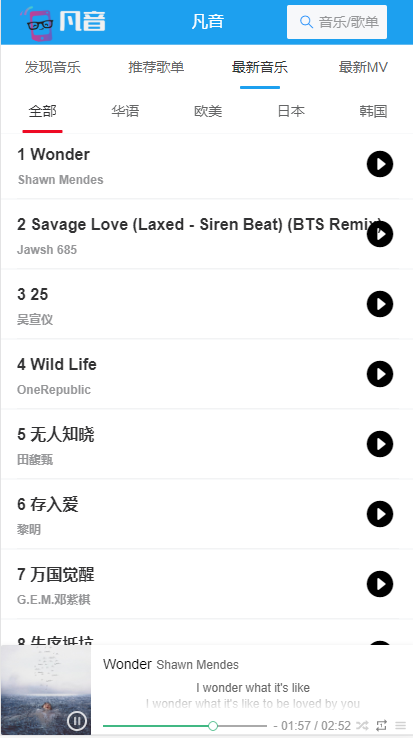 凡音
凡音
音乐/歌单
发现音乐 推荐歌单 最新音乐 最新MV
全部 华语 欧美 日本 韩国
1 Wonder
Shawn Mendes
2 Savage Love (Laxed - Siren Beat) (BTS Remix)
Jawsh 685
3 25
吴宣仪
4 Wild Life
OneRepublic
5 无人知晓
田馥甄
6 存入爱
黎明
7 万国觉醒
G.E.M.邓紫棋
Wonder Shawn Mendes
I wonder what it's like
I wonder what it's like to be loved by you
- 01:57 / 02:52